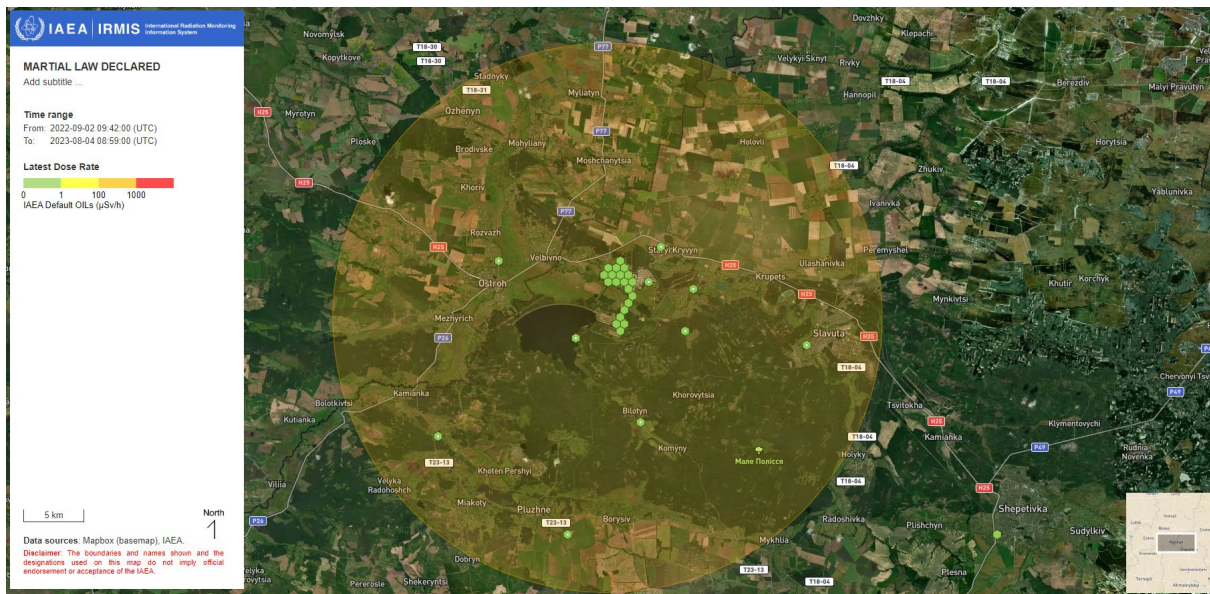 IAEA | IRMIS International Radiation Monitoring
Information System
MARTIAL LAW DECLARED
Add subtitle ...
Time range
From: 2022-09-02 09:42:00 (UTC)
To: 2023-08-04 08:59:00 (UTC)
Latest Dose Rate
0 1 100 1000
IAEA Default OILs (µSv/h)
5 km
North
Data sources: Mapbox (basemap), IAEA.
Disclaimer: The boundaries and names shown and the
designations used on this map do not imply official
endorsement or acceptance of the IAEA.
Dovzhky
Novomylsk
Klepachi
T18-30
P77
Kopytkove
T18-30
Velykyi Sknyt
Rivky
Stadnyky
T18-04
T18-04
Berezdiv
Malyi Pravutyn
T18-31
Myliatyn
Hannopil
Ozhenyn
H25
Myrotyn
P77
Ploske
Mohyliany
Holovli
Horytsia
Brodivske
Moshchanytsia
T18-04
Zhukiv
H25
Khoriv
Yablunivka
Ivanivka
P77
Rozvazh
H25
Staryi Kryvyn
Peremyshel
Velbivno
H25
Ulashanivka
Krupets
Korchyk
Ostroh
Khutir
H25
Mynkivtsi
Mezhyrich
P26
Slavuta
H25
T18-04
Chervonyi Tsv
P49
Kamianka
Khorovytsia
Bolotkivtsi
Tsvitokha
Bilotyn
Kutianka
H25
Klymentovychi
T18-04
Kamianka
Komyny
P49
Rudnia
Novenka
Holyky
T23-13
Мале Полісся
Khoten Pershyi
Velyka
Radohoshch
T18-04
Viliia
H25
Miakoty
Pluzhne
Shepetivka
P26
T23-13
Borysiv
Radoshivka
Plishchyn
Sudylkiv
Mykhlia
Dobryn
T23-13
Plesna
Pererosle
Shekeryntsi
T18-04